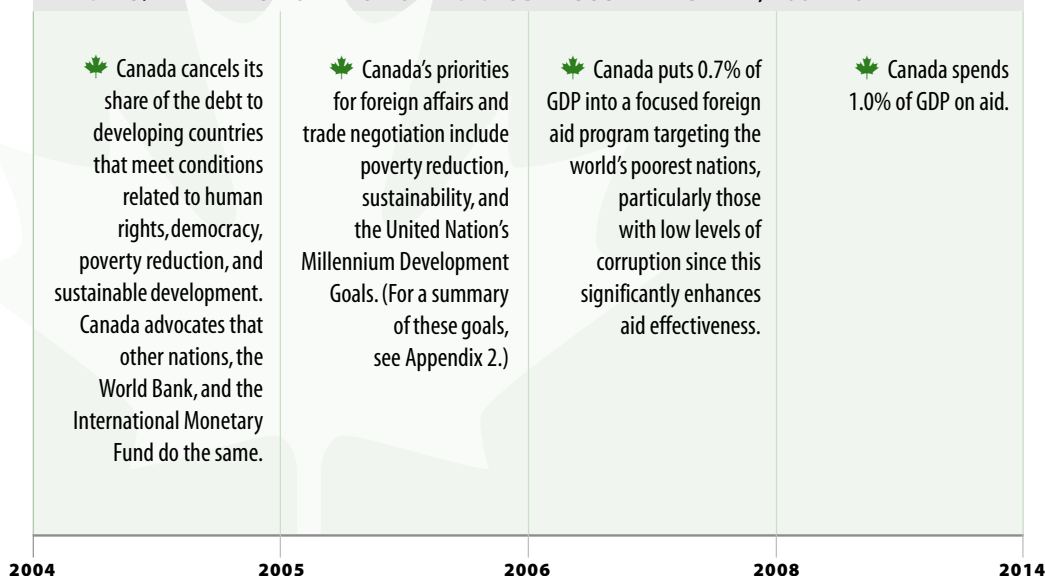 Canada cancels its
share of the debt to
developing countries
that meet conditions
related to human
rights, democracy,
poverty reduction, and
sustainable development.
Canada advocates that
other nations, the
World Bank, and the
International Monetary
Fund do the same.
Canada's priorities
for foreign affairs and
trade negotiation include
poverty reduction,
sustainability, and
the United Nation's
Millennium Development
Goals. (For a summary
of these goals,
see Appendix 2.)
Canada puts 0.7% of
GDP into a focused foreign
aid program targeting the
world's poorest nations,
particularly those
with low levels of
corruption since this
significantly enhances
aid effectiveness.
Canada spends
1.0% of GDP on aid.
2004
2005
2006
2008
2014